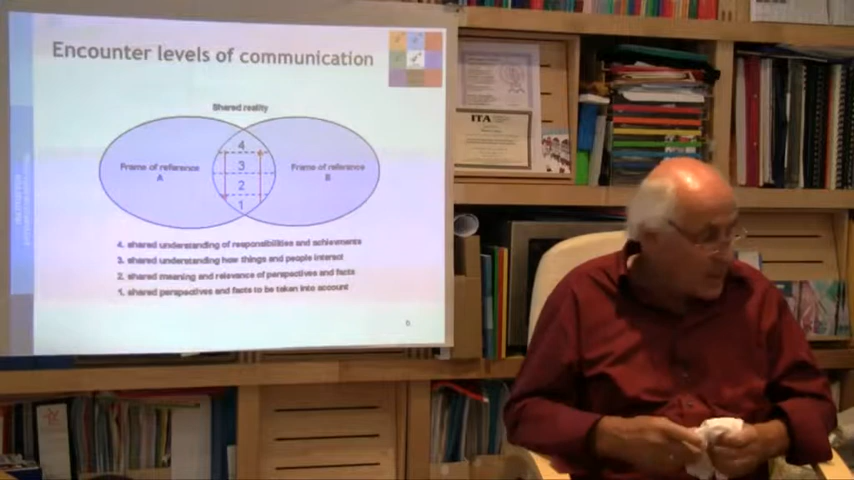 Encounter levels of communication
Shared reality
4
Frame of reference
A
3
Frame of reference
B
2
1
4. shared understanding of responsibilities and achievements
3. shared understanding how things and people interact
2. shared meaning and relevance of perspectives and facts
1. shared perspectives and facts to be taken into account
6
ITA